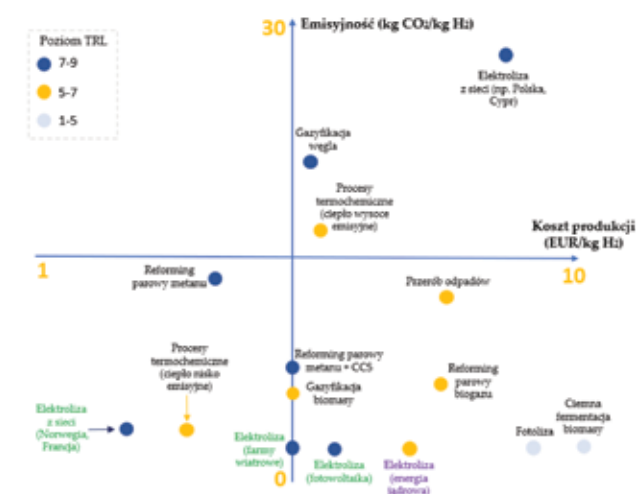 30
Emisyjność (kg CO2/kg H2)
Poziom TRL
7-9
5-7
1-5
Elektroliza
z sieci (np. Polska,
Cypr)
Gazyfikacja
węgla
Procesy
termochemiczne
(ciepło wysoce
emisyjne)
Koszt produkcji
(EUR/kg H2)
1
10
Reforming
parowy metanu
Przerób odpadów
Procesy
termochemiczne
(ciepło nisko
emisyjne)
Reforming parowy
metanu + CCS
Gazyfikacja
biomasy
Reforming
parowy
biogazu
Elektroliza
z sieci
(Norwegia,
Francja)
Ciemna
fermentacja
biomasy
Fotoliza
Elektroliza
(farmy
wiatrowe)
Elektroliza
(fotowoltaika)
Elektroliza
(energia
jądrowa)
0